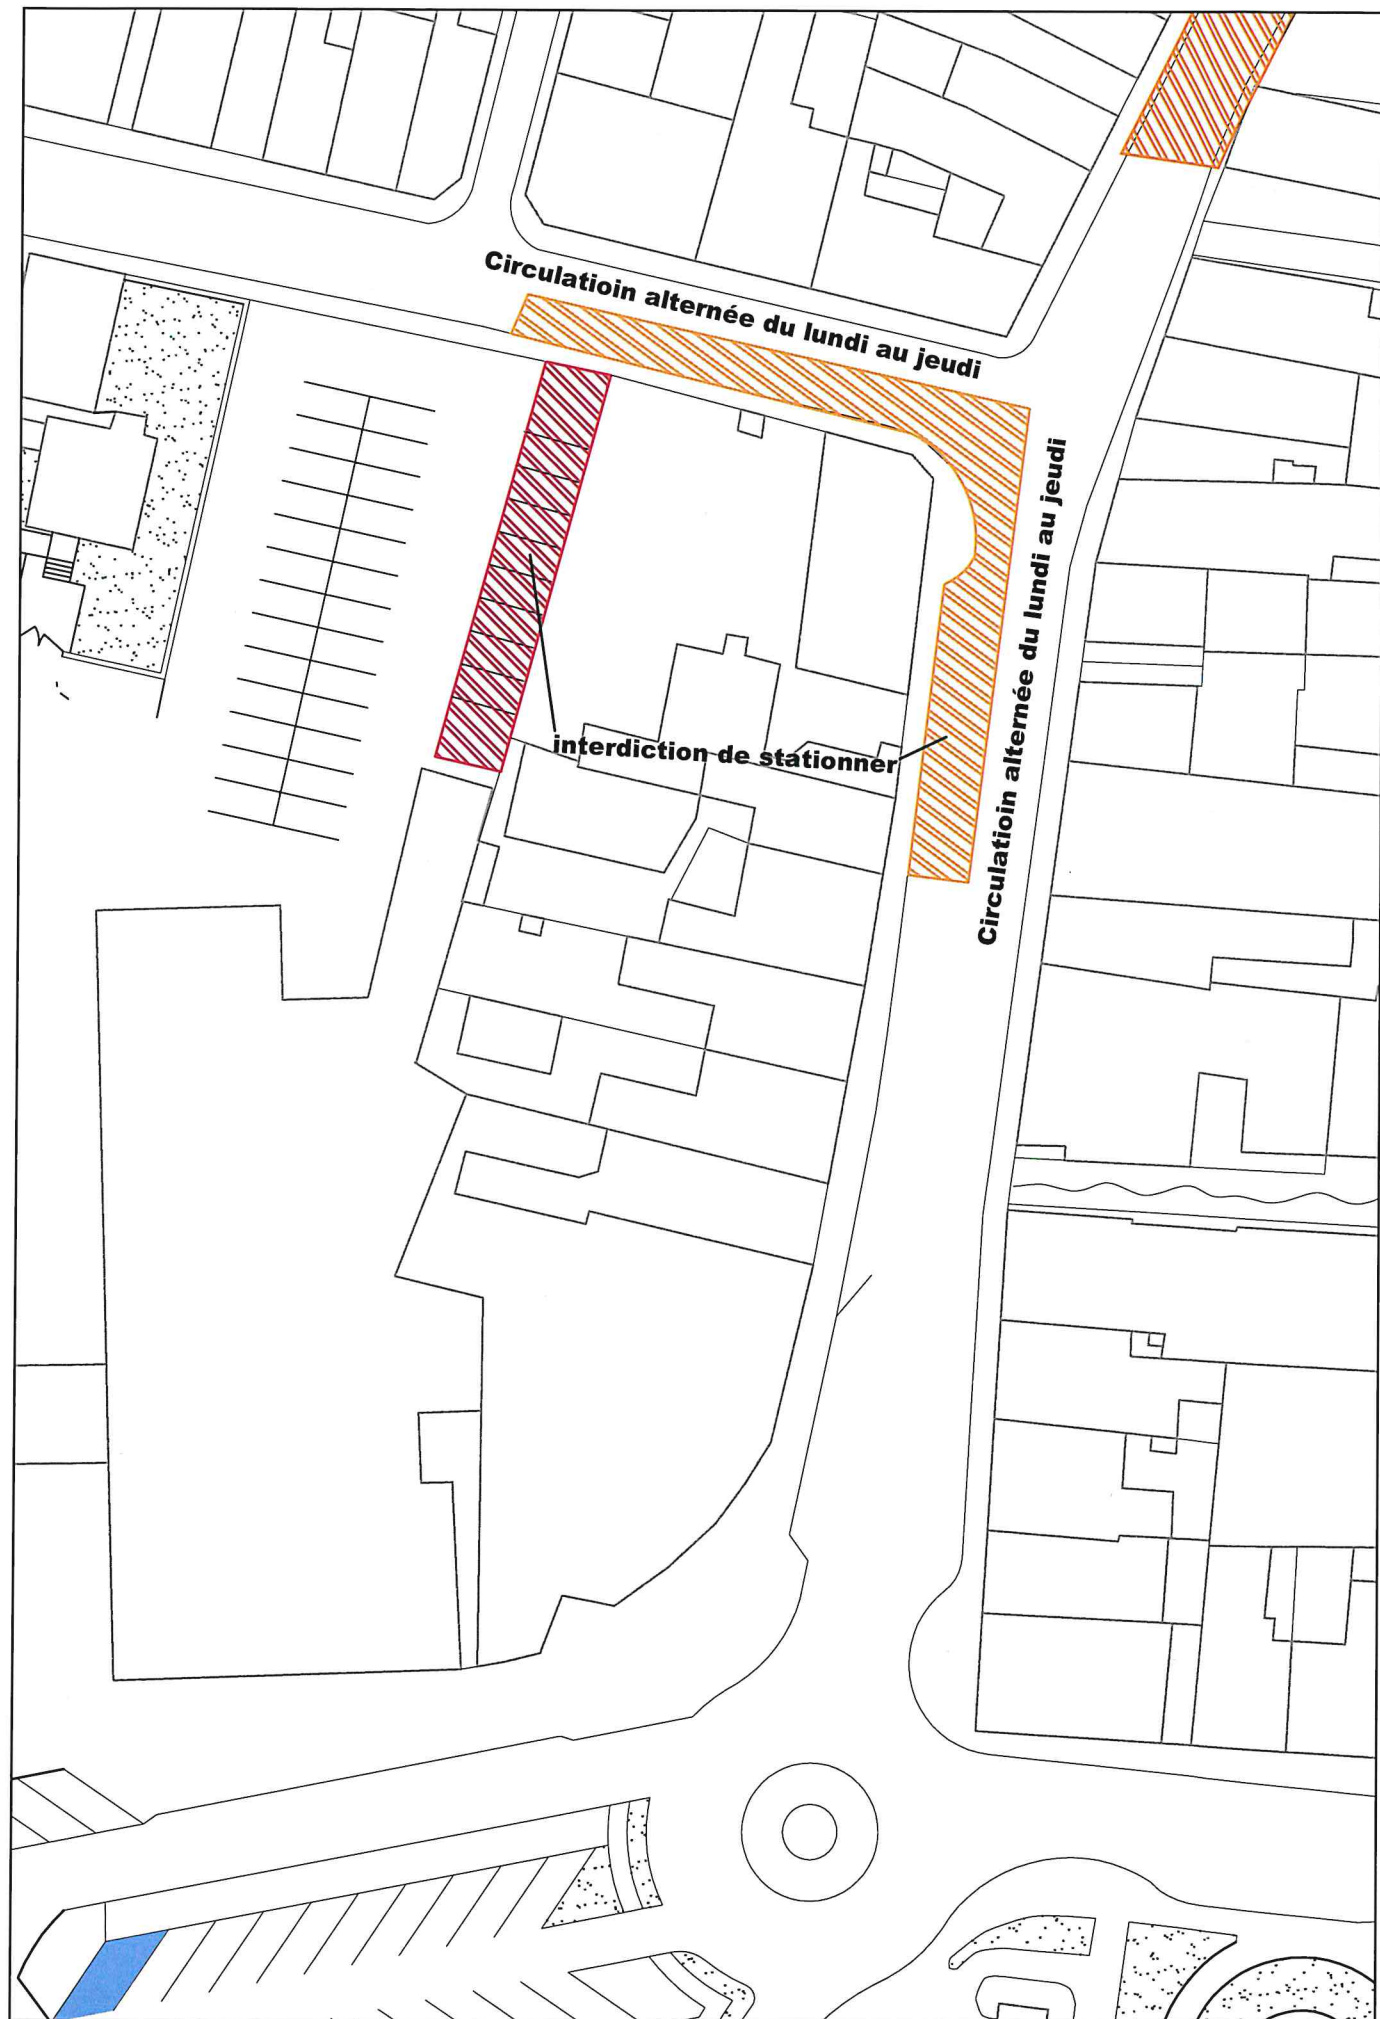 Circulatioin alternée du lundi au jeudi
Circulatioin alternée du lundi au jeudi
interdiction de stationner